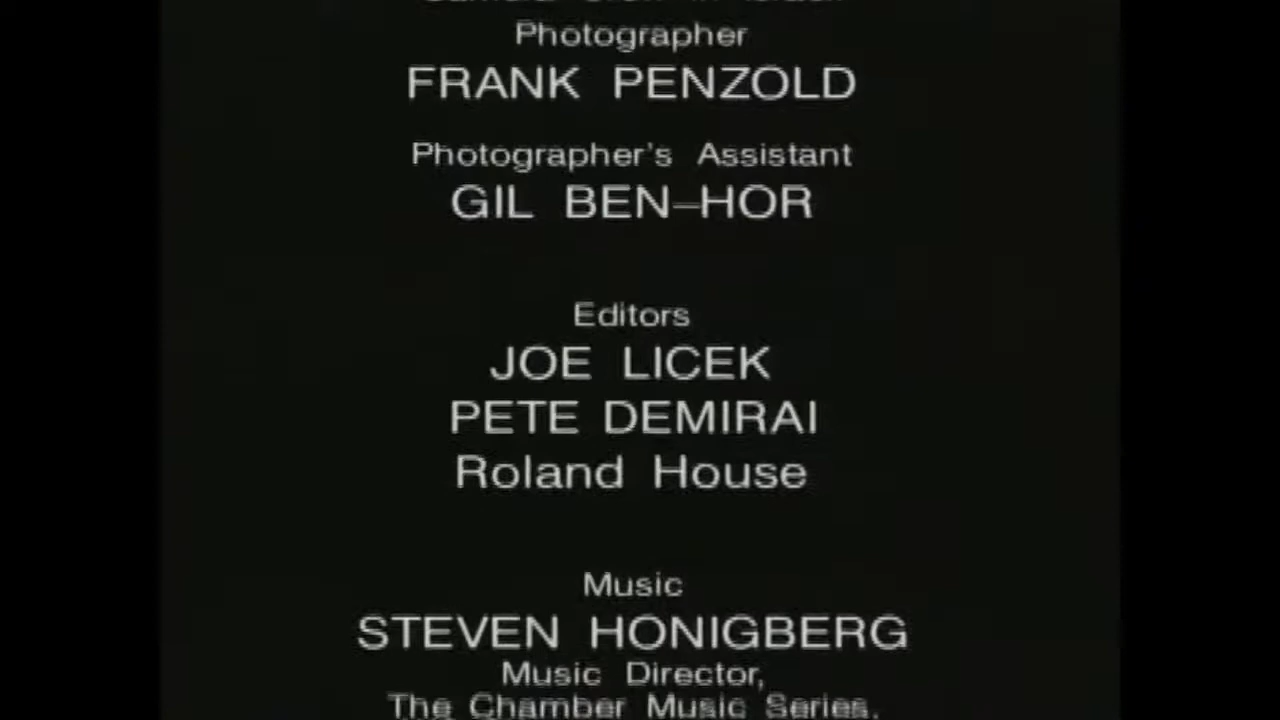 Photographer
FRANK PENZOLD
Photographer's Assistant
GIL BEN–HOR
Editors
JOE LICEK
PETE DEMIRAI
Roland House
Music
STEVEN HONIGBERG
Music Director,
The Chamber Music Series,